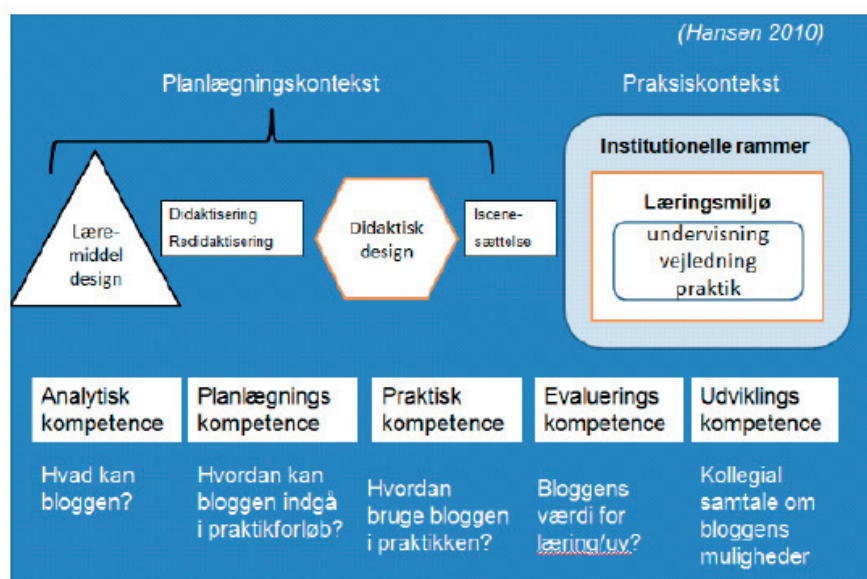 (Hansen 2010)
Planlægningskontekst
Praksiskontekst
Lære-
middel
design
Didaktisering
Redidaktisering
Didaktisk
design
Iscene-
sættelse
Institutionelle rammer
Læringsmiljø
undervisning
vejledning
praktik
Analytisk
kompetence
Planlægnings
kompetence
Praktisk
kompetence
Evaluerings
kompetence
Udviklings
kompetence
Hvad kan
bloggen?
Hvordan kan
bloggen indgå
i praktikforløb?
Hvordan
bruge bloggen
i praktikken?
Bloggens
værdi for
læring/uv?
Kollegial
samtale om
bloggens
muligheder